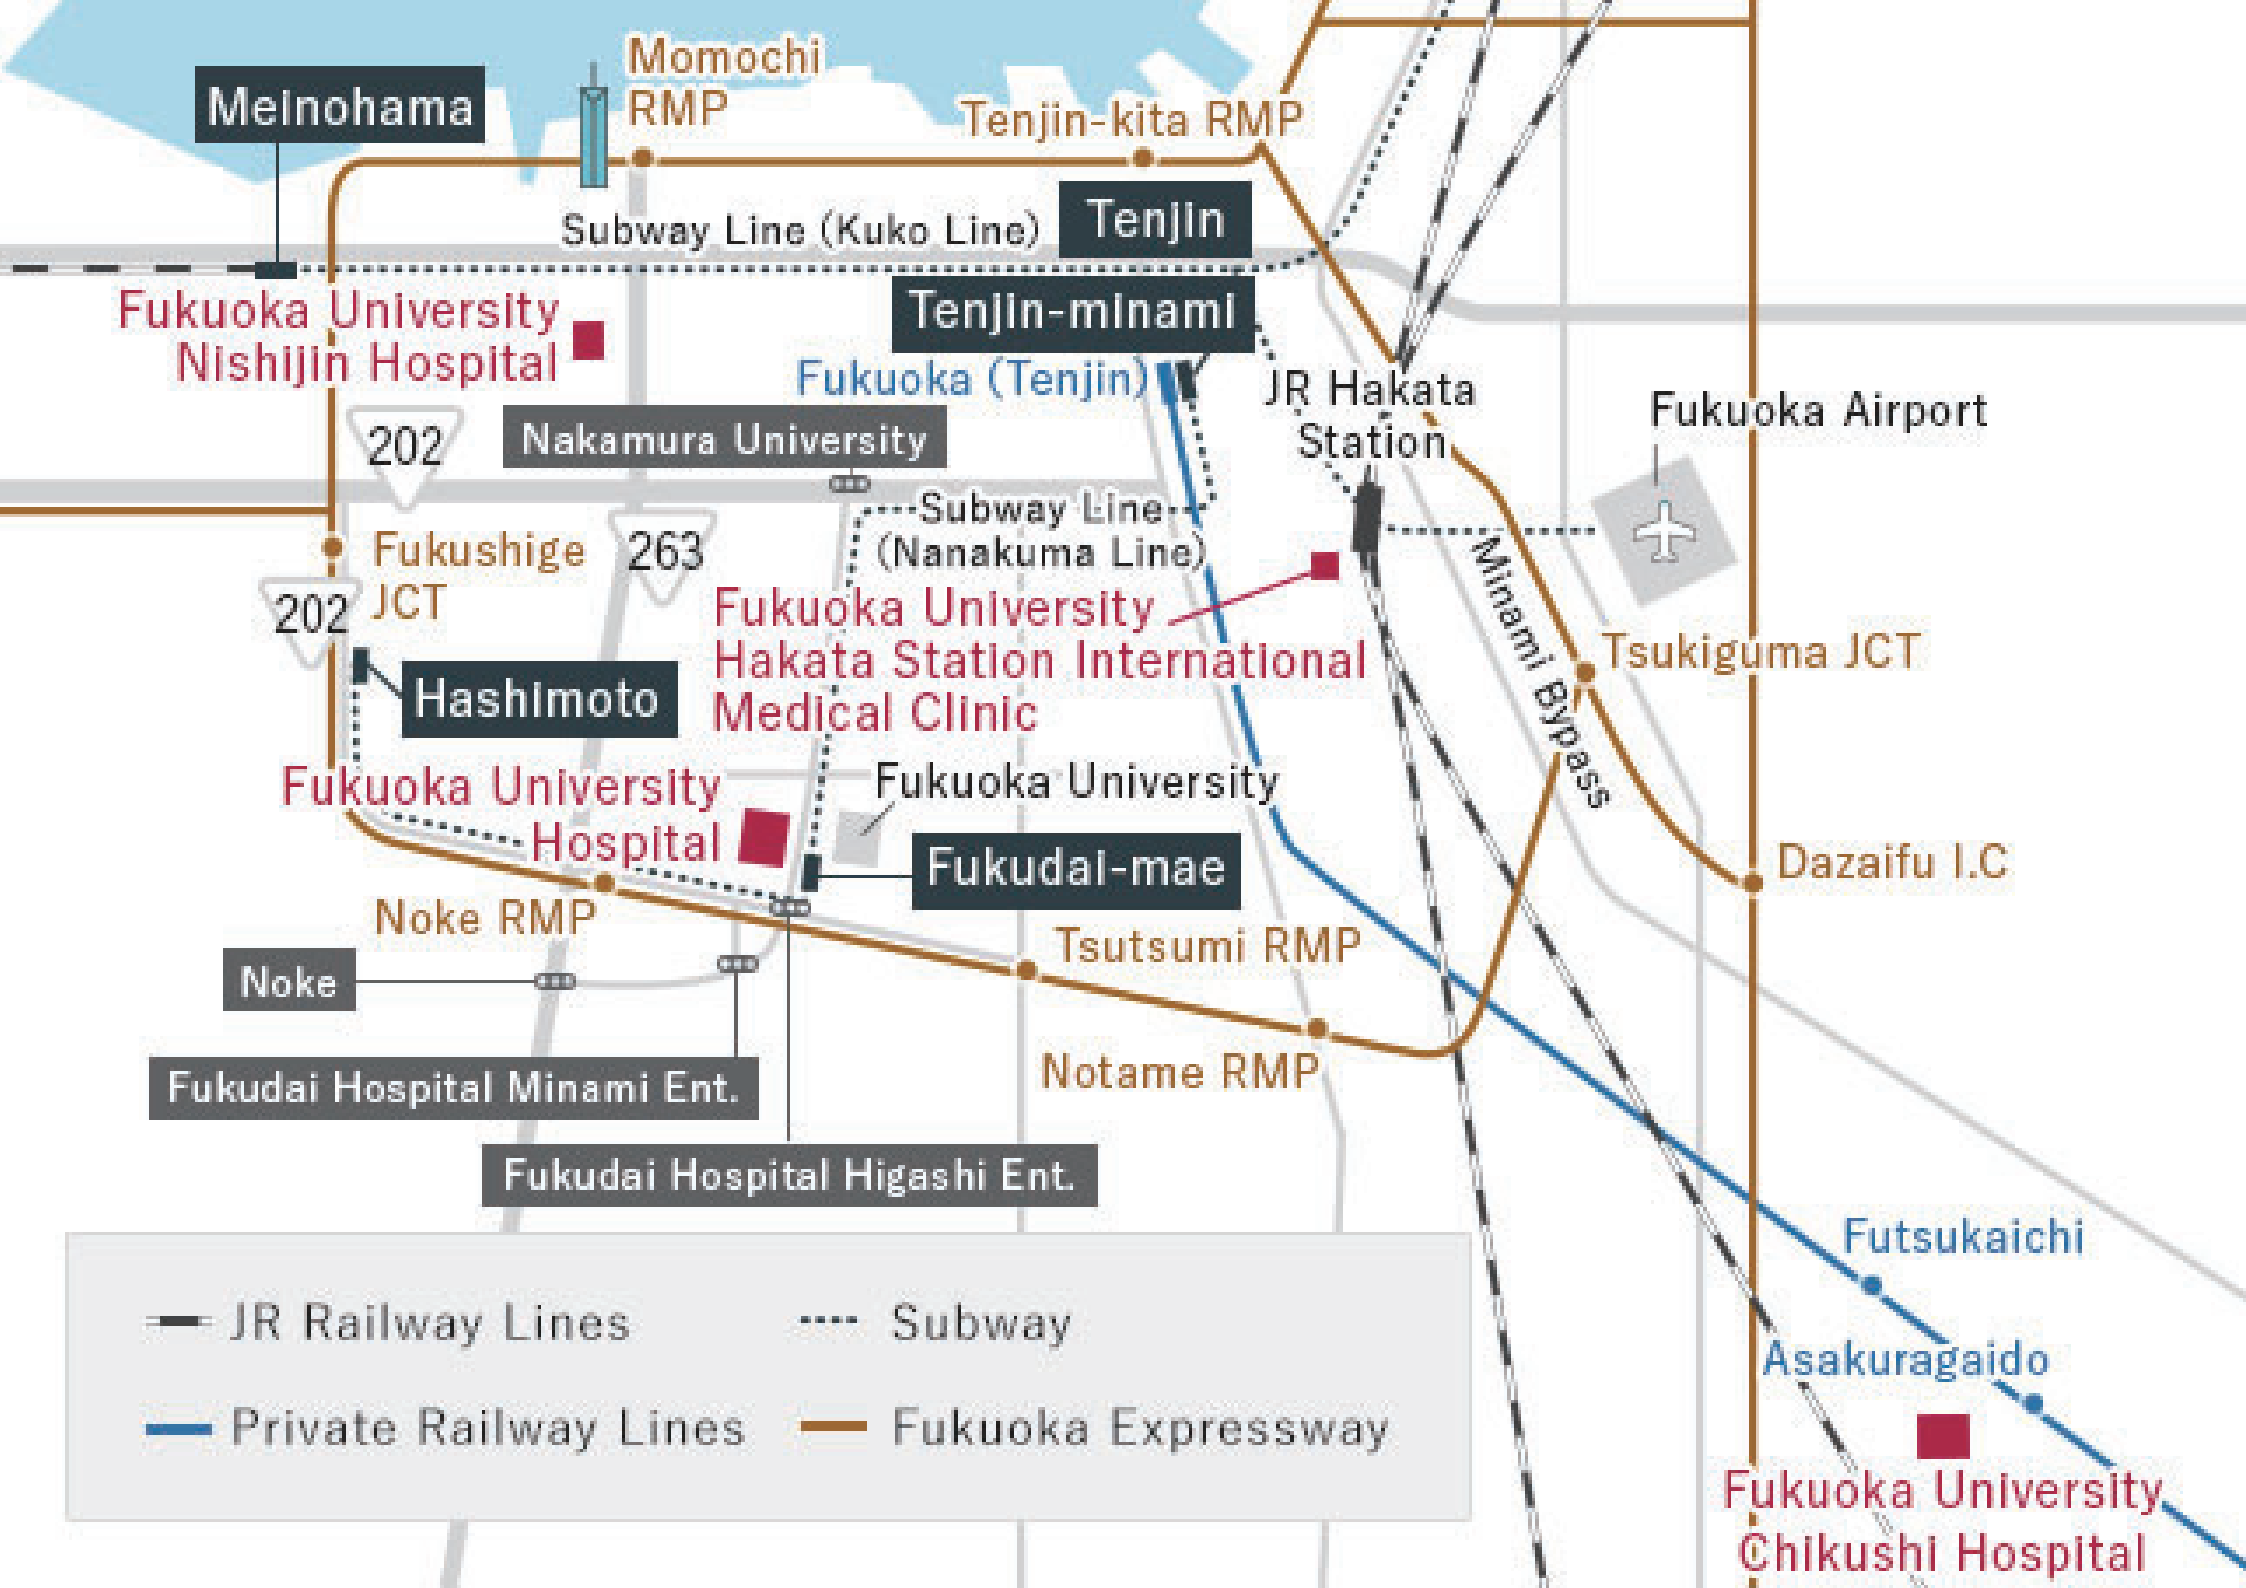 Momochi
RMP
Meinohama
Tenjin-kita RMP
Subway Line (Kuko Line)
Tenjin
Fukuoka University
Nishijin Hospital
Tenjin-minami
Fukuoka (Tenjin)
JR Hakata
Station
Fukuoka Airport
202
Nakamura University
Subway Line
(Nanakuma Line)
Fukushige
JCT
263
202
Fukuoka University
Hakata Station International
Medical Clinic
Minami Bypass
Tsukiguma JCT
Hashimoto
Fukuoka University
Hospital
Fukuoka University
Fukudai-mae
Dazaifu I.C
Noke RMP
Tsutsumi RMP
Noke
Notame RMP
Fukudai Hospital Minami Ent.
Fukudai Hospital Higashi Ent.
Futsukaichi
Asakuragaido
JR Railway Lines
Subway
Private Railway Lines
Fukuoka Expressway
Fukuoka University
Chikushi Hospital